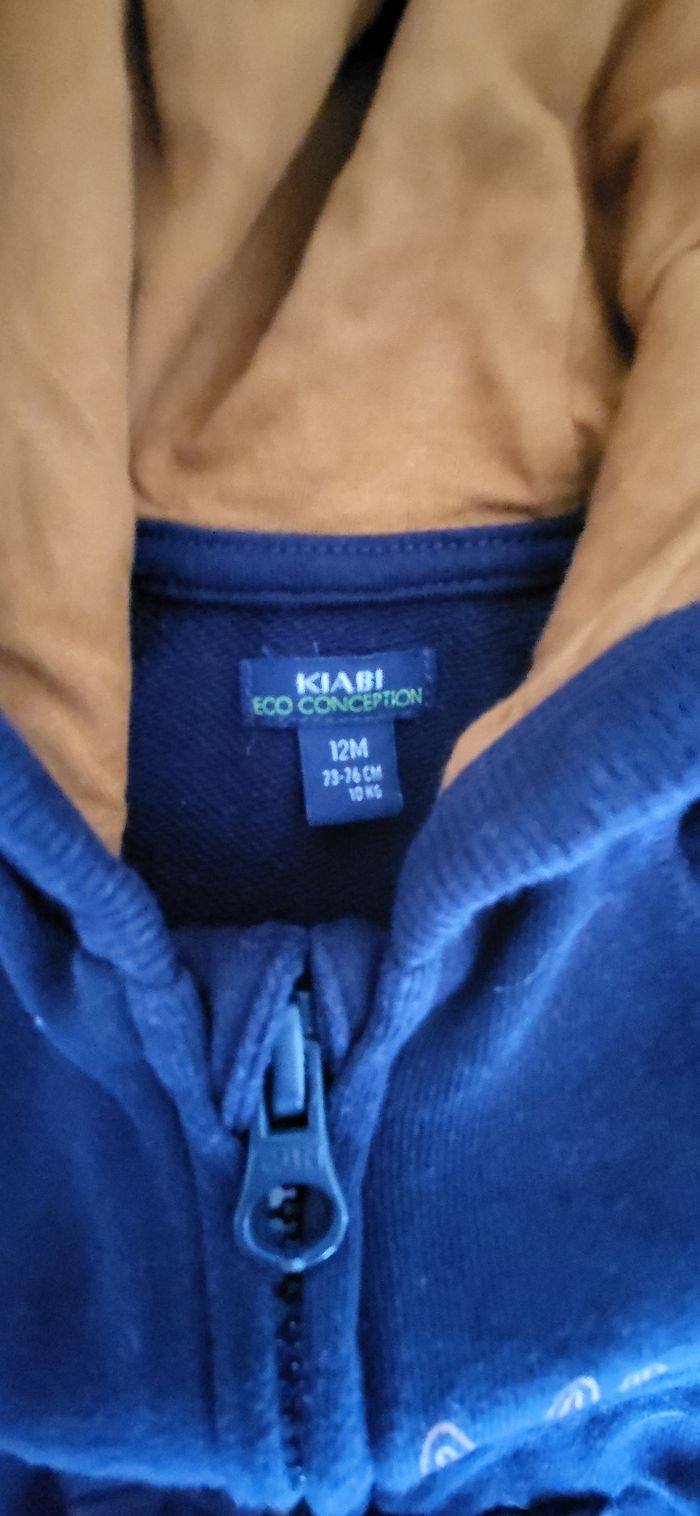 KIABI
ECO CONCEPTION
12M
73-76 CM
10 KG